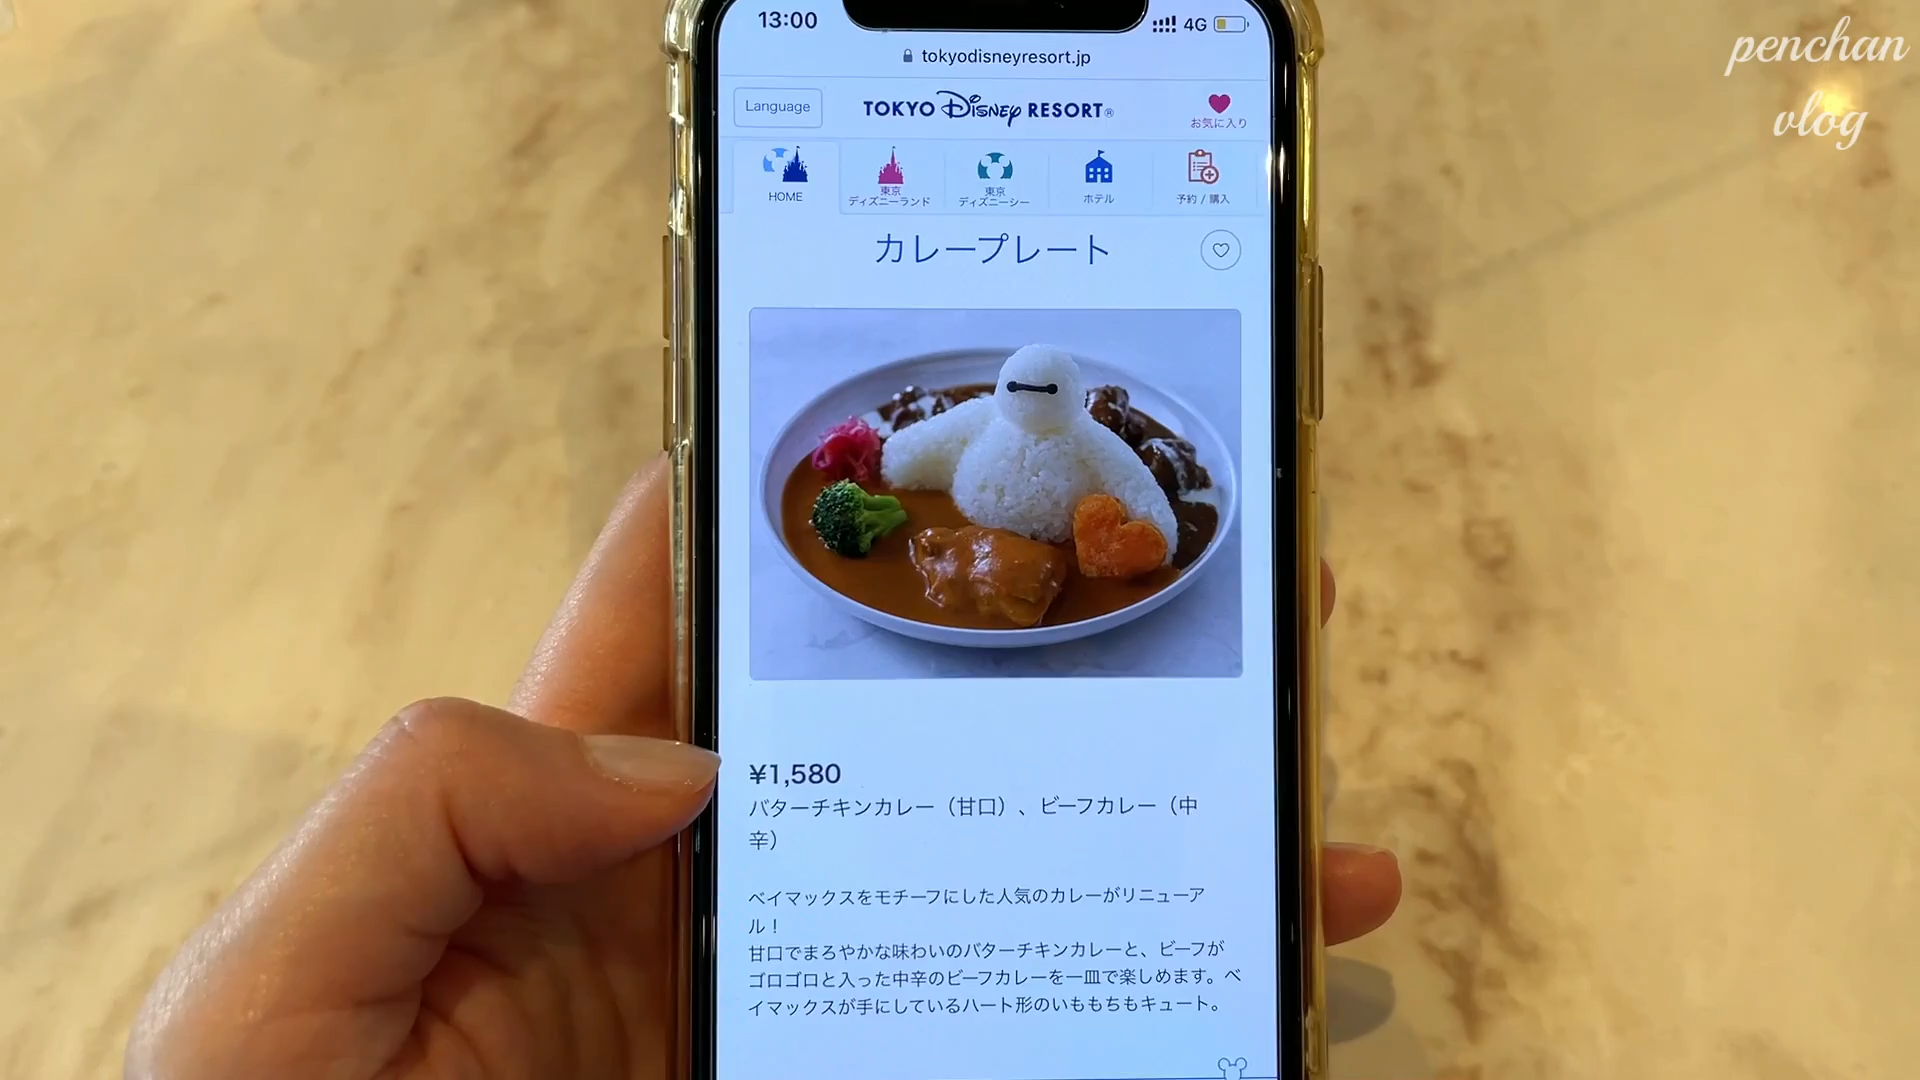 13:00
4G
penchan
vlog
tokyodisneyresort.jp
Language
TOKYO Disney RESORT®
お気に入り
HOME
東京
ディズニーランド
東京
ディズニーシー
ホテル
予約 / 購入
カレープレート
¥1,580
バターチキンカレー（甘口）、ビーフカレー（中
辛）
ベイマックスをモチーフにした人気のカレーがリニューア
ル！
甘口でまろやかな味わいのバターチキンカレーと、ビーフが
ゴロゴロと入った中辛のビーフカレーを一皿で楽しめます。ベ
イマックスが手にしているハート形のいももちもキュート。